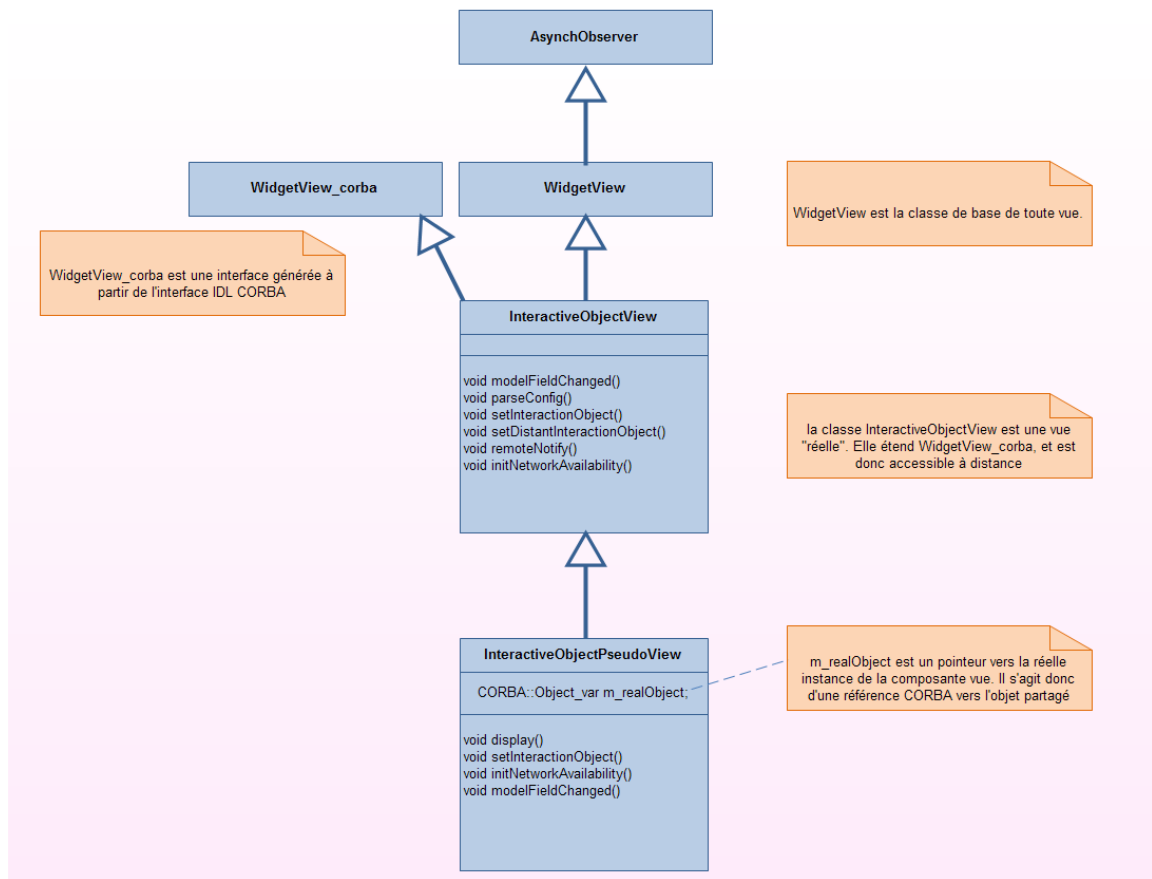 AsynchObserver
WidgetView_corba
WidgetView
WidgetView est la classe de base de toute vue.
WidgetView_corba est une interface générée à
partir de l'interface IDL CORBA
InteractiveObjectView
void modelFieldChanged()
void parseConfig()
void setInteractionObject()
void setDistantInteractionObject()
void remoteNotify()
void initNetworkAvailability()
la classe InteractiveObjectView est une vue
"réelle". Elle étend WidgetView_corba, et est
donc accessible à distance
InteractiveObjectPseudoView
CORBA::Object_var m_realObject;
void display()
void setInteractionObject()
void initNetworkAvailability()
void modelFieldChanged()
m_realObject est un pointeur vers la réelle
instance de la composante vue. Il s'agit donc
d'une référence CORBA vers l'objet partagé